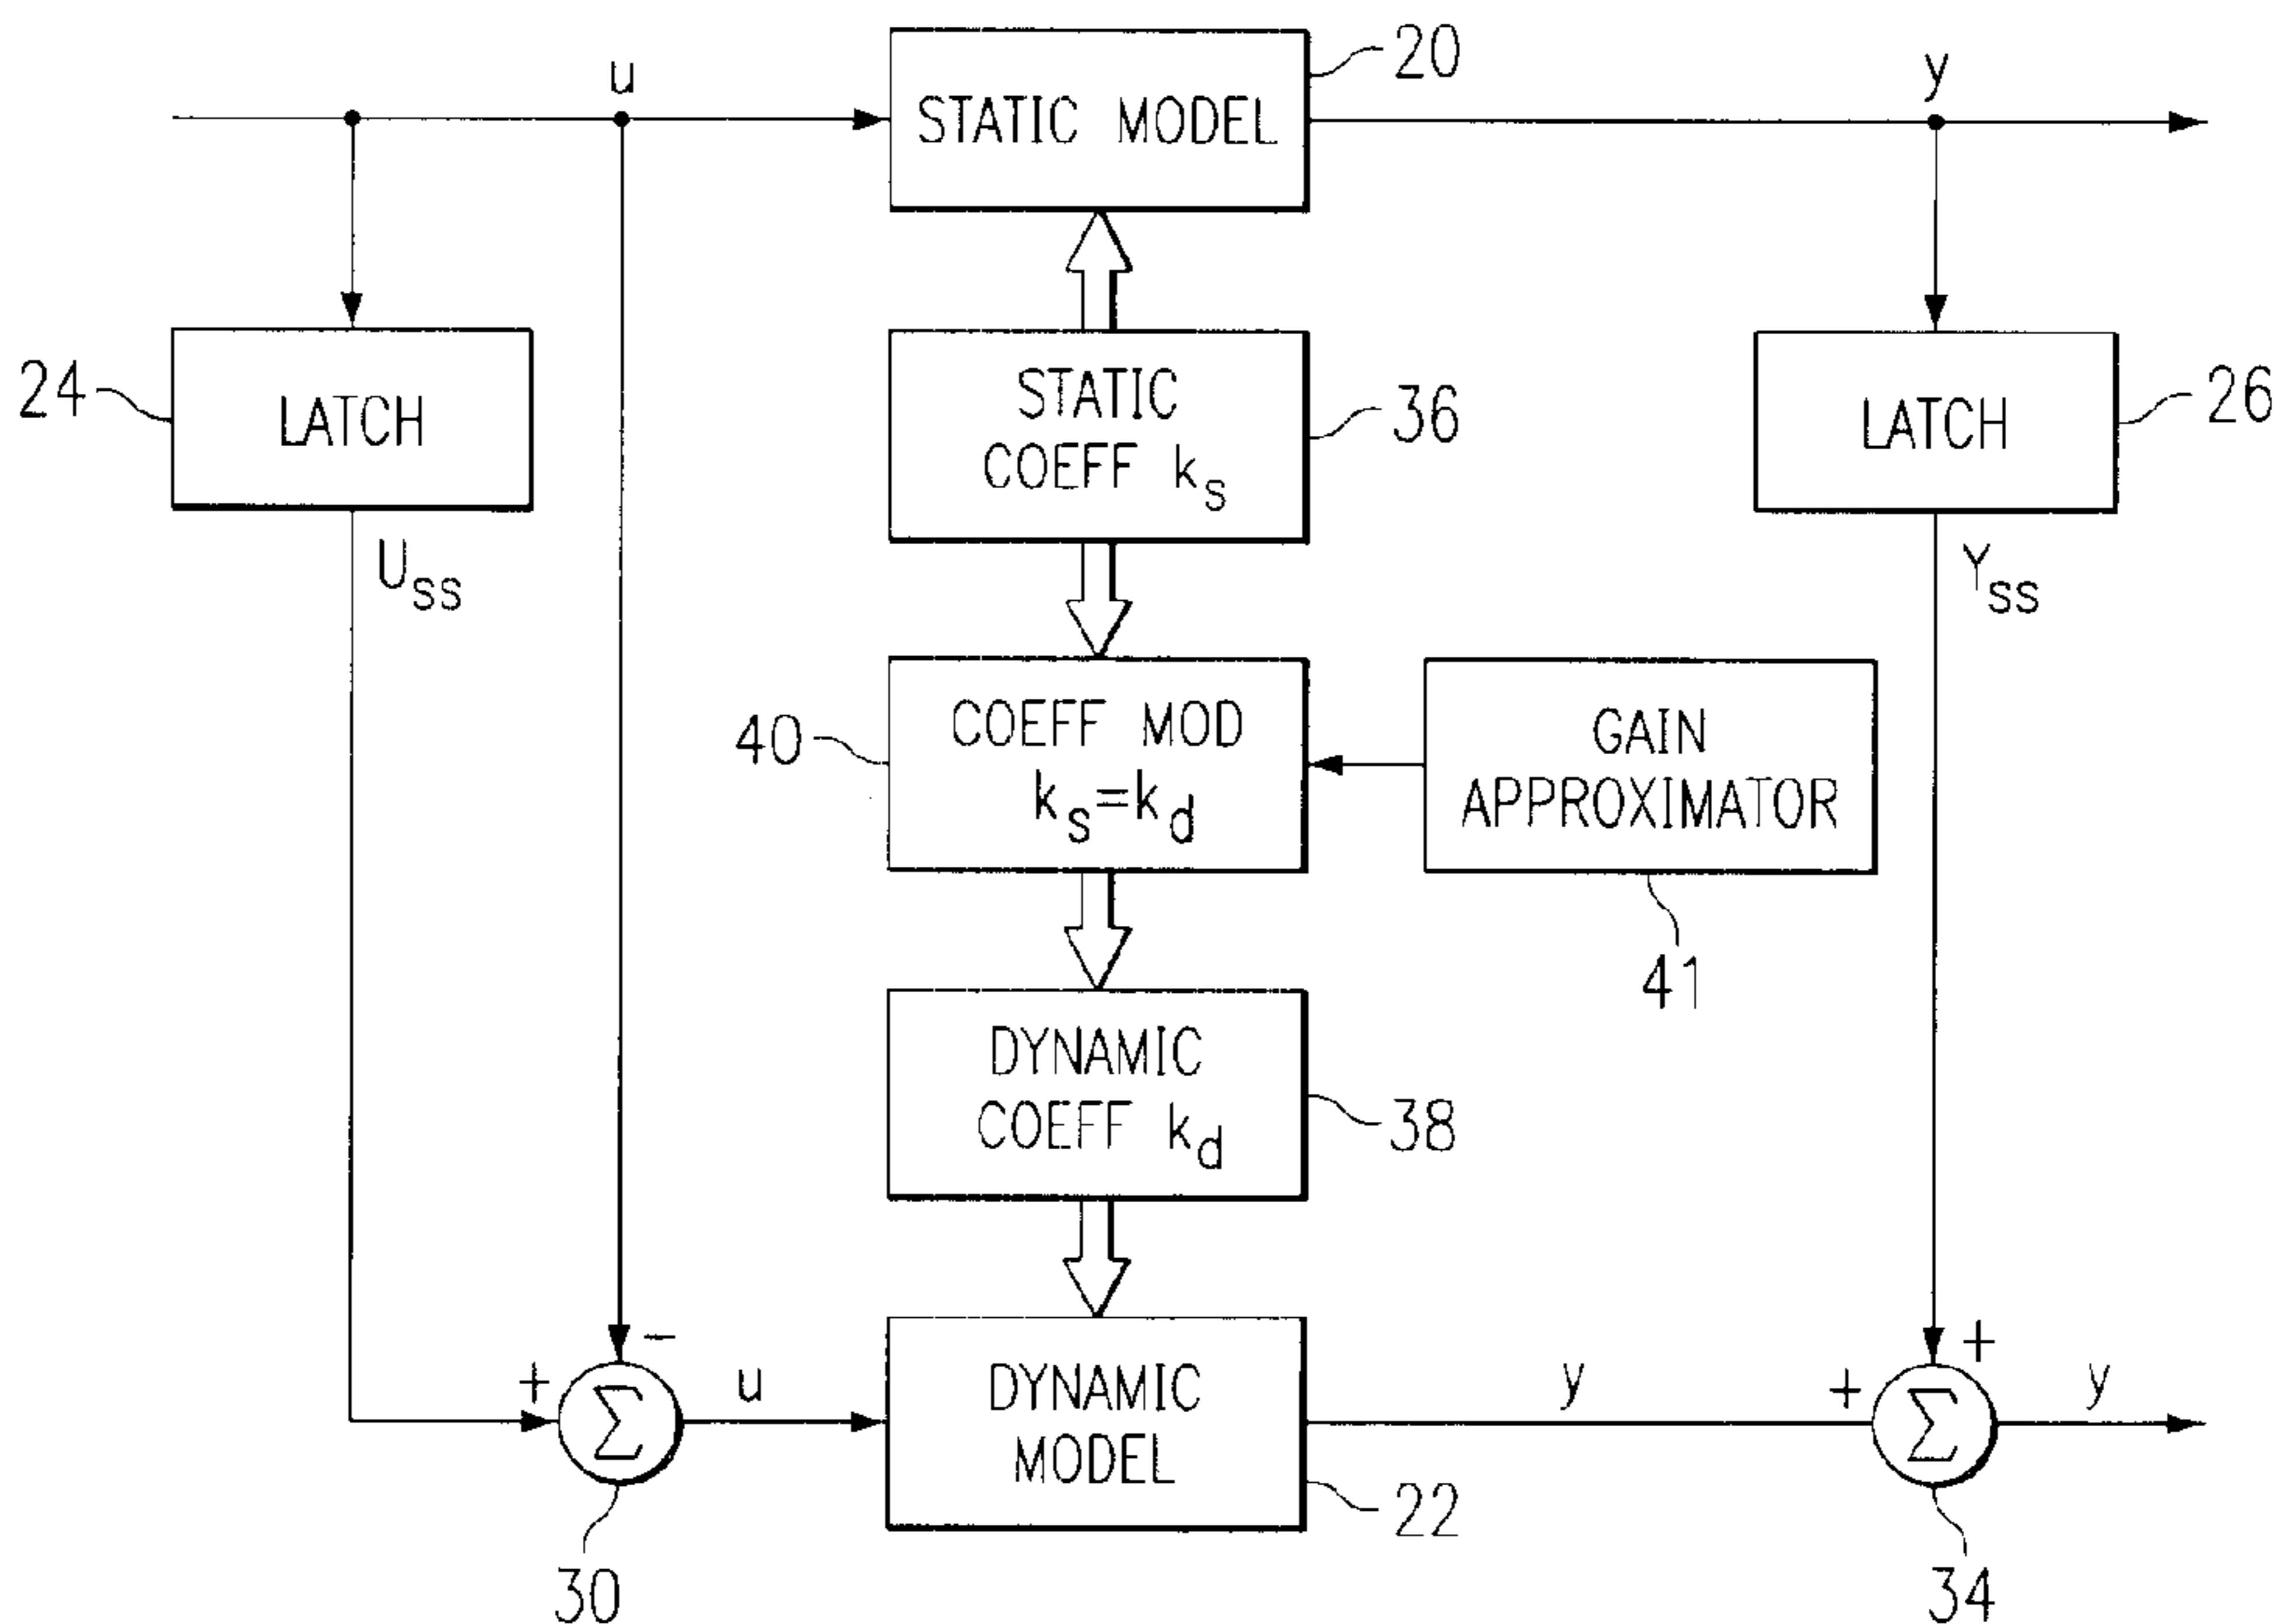 u
STATIC MODEL
20
y
24
LATCH
U_ss
STATIC
COEFF k_s
36
LATCH
26
Y_ss
40
COEFF MOD
k_s=k_d
GAIN
APPROXIMATOR
41
DYNAMIC
COEFF k_d
38
+
−
Σ
30
u
DYNAMIC
MODEL
22
y
+
+
Σ
34
y